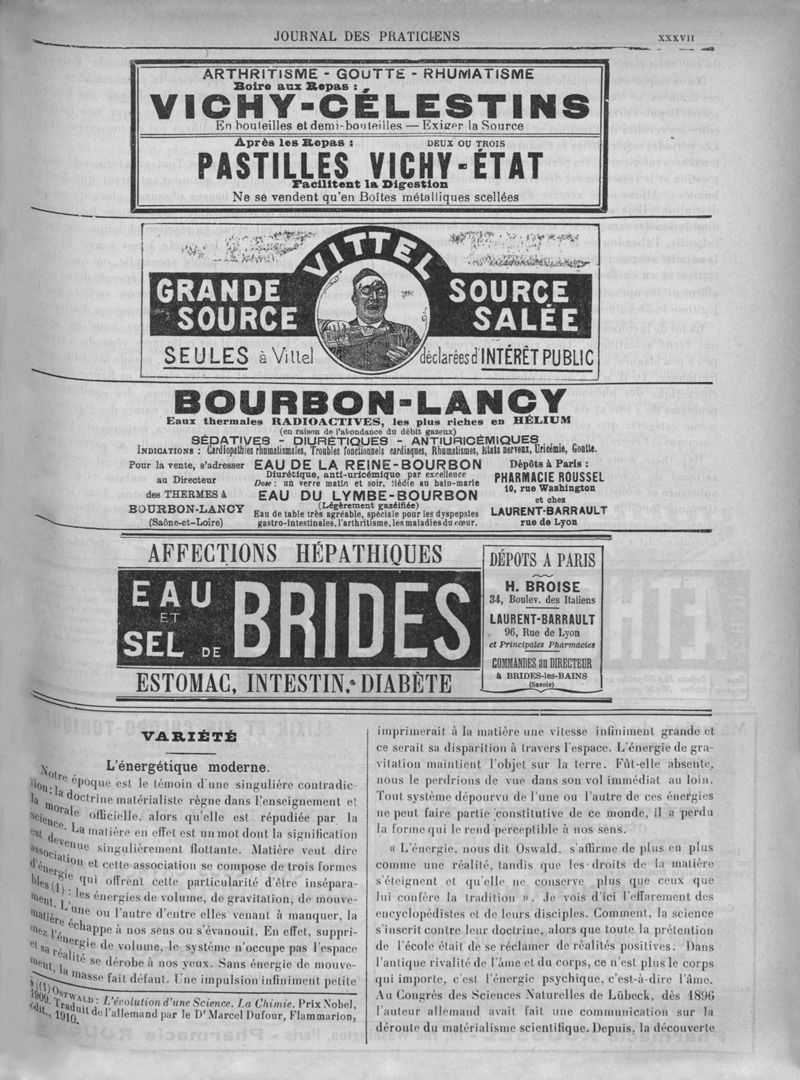 JOURNAL DES PRATICIENS
XXXVII
ARTHRITISME - GOUTTE - RHUMATISME
Boire aux Repas :
VICHY-CÉLESTINS
En bouteilles et demi-bouteilles — Exiger la Source
Après les Repas : DEUX OU TROIS
PASTILLES VICHY-ÉTAT
Facilitent la Digestion
Ne se vendent qu'en Boîtes métalliques scellées
VITTEL
GRANDE SOURCE
SOURCE SALÉE
SEULES à Vittel déclarées d'INTÉRÊT PUBLIC
BOURBON-LANCY
Eaux thermales RADIOACTIVES, les plus riches en HÉLIUM
(en raison de l'abondance du débit gazeux)
SÉDATIVES - DIURÉTIQUES - ANTIURICÉMIQUES
INDICATIONS : Cardiopathies rhumatismales, Troubles fonctionnels cardiaques, Rhumatismes, Etats nerveux, Uricémie, Goutte.
Pour la vente, s'adresser
au Directeur
des THERMES à
BOURBON-LANCY
(Saône-et-Loire)
EAU DE LA REINE-BOURBON
Diurétique, anti-uricémique par excellence
Dose : un verre matin et soir, tiédie au bain-marie
EAU DU LYMBE-BOURBON
(Légèrement gazéifiée)
Eau de table très agréable, spéciale pour les dyspepsies
gastro-intestinales, l'arthritisme, les maladies du cœur.
Dépôts à Paris :
PHARMACIE ROUSSEL
10, rue Washington
et chez
LAURENT-BARRAULT
rue de Lyon
AFFECTIONS HÉPATHIQUES
EAU
ET
SEL DE
BRIDES
ESTOMAC, INTESTIN, DIABÈTE
DÉPOTS A PARIS
H. BROISE
34, Boulev. des Italiens
LAURENT-BARRAULT
96, Rue de Lyon
et Principales Pharmacies
COMMANDES au DIRECTEUR
à BRIDES-les-BAINS
(Savoie)
VARIÉTÉ
L'énergétique moderne.
Notre époque est le témoin d'une singulière contradic-
tion : la doctrine matérialiste règne dans l'enseignement et
la morale officielle, alors qu'elle est répudiée par la
science. La matière en effet est un mot dont la signification
est devenue singulièrement flottante. Matière veut dire
association et cette association se compose de trois formes
d'énergie qui offrent cette particularité d'être insépara-
bles (1) : les énergies de volume, de gravitation, de mouve-
ment. L'une ou l'autre d'entre elles venant à manquer, la
matière échappe à nos sens ou s'évanouit. En effet, suppri-
mez l'énergie de volume, le système n'occupe pas l'espace
et sa réalité se dérobe à nos yeux. Sans énergie de mouve-
ment, la masse fait défaut. Une impulsion infiniment petite
(1) OSTWALD : L'évolution d'une Science. La Chimie. Prix Nobel,
1909. Traduit de l'allemand par le Dr Marcel Dufour, Flammarion,
édit., 1910.
imprimerait à la matière une vitesse infiniment grande et
ce serait sa disparition à travers l'espace. L'énergie de gra-
vitation maintient l'objet sur la terre. Fût-elle absente,
nous le perdrions de vue dans son vol immédiat au loin.
Tout système dépourvu de l'une ou l'autre de ces énergies
ne peut faire partie constitutive de ce monde, il a perdu
la forme qui le rend perceptible à nos sens.
« L'énergie, nous dit Oswald, s'affirme de plus en plus
comme une réalité, tandis que les droits de la matière
s'éteignent et qu'elle ne conserve plus que ceux que
lui confère la tradition ». Je vois d'ici l'effarement des
encyclopédistes et de leurs disciples. Comment, la science
s'inscrit contre leur doctrine, alors que toute la prétention
de l'école était de se réclamer de réalités positives. Dans
l'antique rivalité de l'âme et du corps, ce n'est plus le corps
qui importe, c'est l'énergie psychique, c'est-à-dire l'âme.
Au Congrès des Sciences Naturelles de Lübeck, dès 1896
l'auteur allemand avait fait une communication sur la
déroute du matérialisme scientifique. Depuis, la découverte